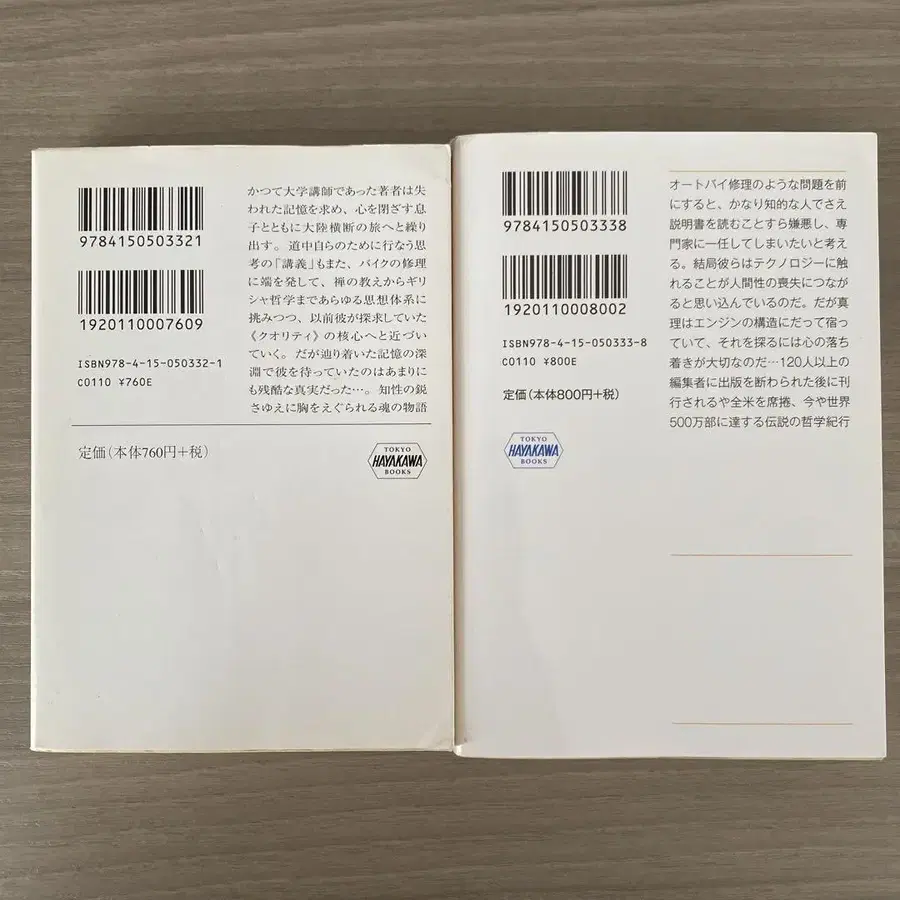 9784150503321
1920110007609
ISBN978-4-15-050332-1
C0110 ¥760E
かつて大学講師であった著者は失
われた記憶を求め、心を閉ざす息
子とともに大陸横断の旅へと繰り
出す。道中自らのために行なう思
考の「講義」もまた、バイクの修理
に端を発して、禅の教えからギリ
シャ哲学まであらゆる思想体系に
挑みつつ、以前彼が探求していた
《クオリティ》の核心へと近づい
ていく。だが辿り着いた記憶の深
淵で彼を待っていたのはあまりに
も残酷な真実だった…。知性の鋭
さゆえに胸をえぐられる魂の物語
定価(本体760円+税)
TOKYO
HAYAKAWA
BOOKS
9784150503338
1920110008002
ISBN978-4-15-050333-8
C0110 ¥800E
定価(本体800円+税)
TOKYO
HAYAKAWA
BOOKS
オートバイ修理のような問題を前
にすると、かなり知的な人でさえ
説明書を読むことすら嫌悪し、専
門家に一任してしまいたいと考え
る。結局彼らはテクノロジーに触
れることが人間性の喪失につなが
ると思い込んでいるのだ。だが真
理はエンジンの構造にだって宿っ
ていて、それを探るには心の落ち
着きが大切なのだ…120人以上の
編集者に出版を断わられた後に刊
行されるや全米を席捲、今や世界
500万部に達する伝説の哲学紀行